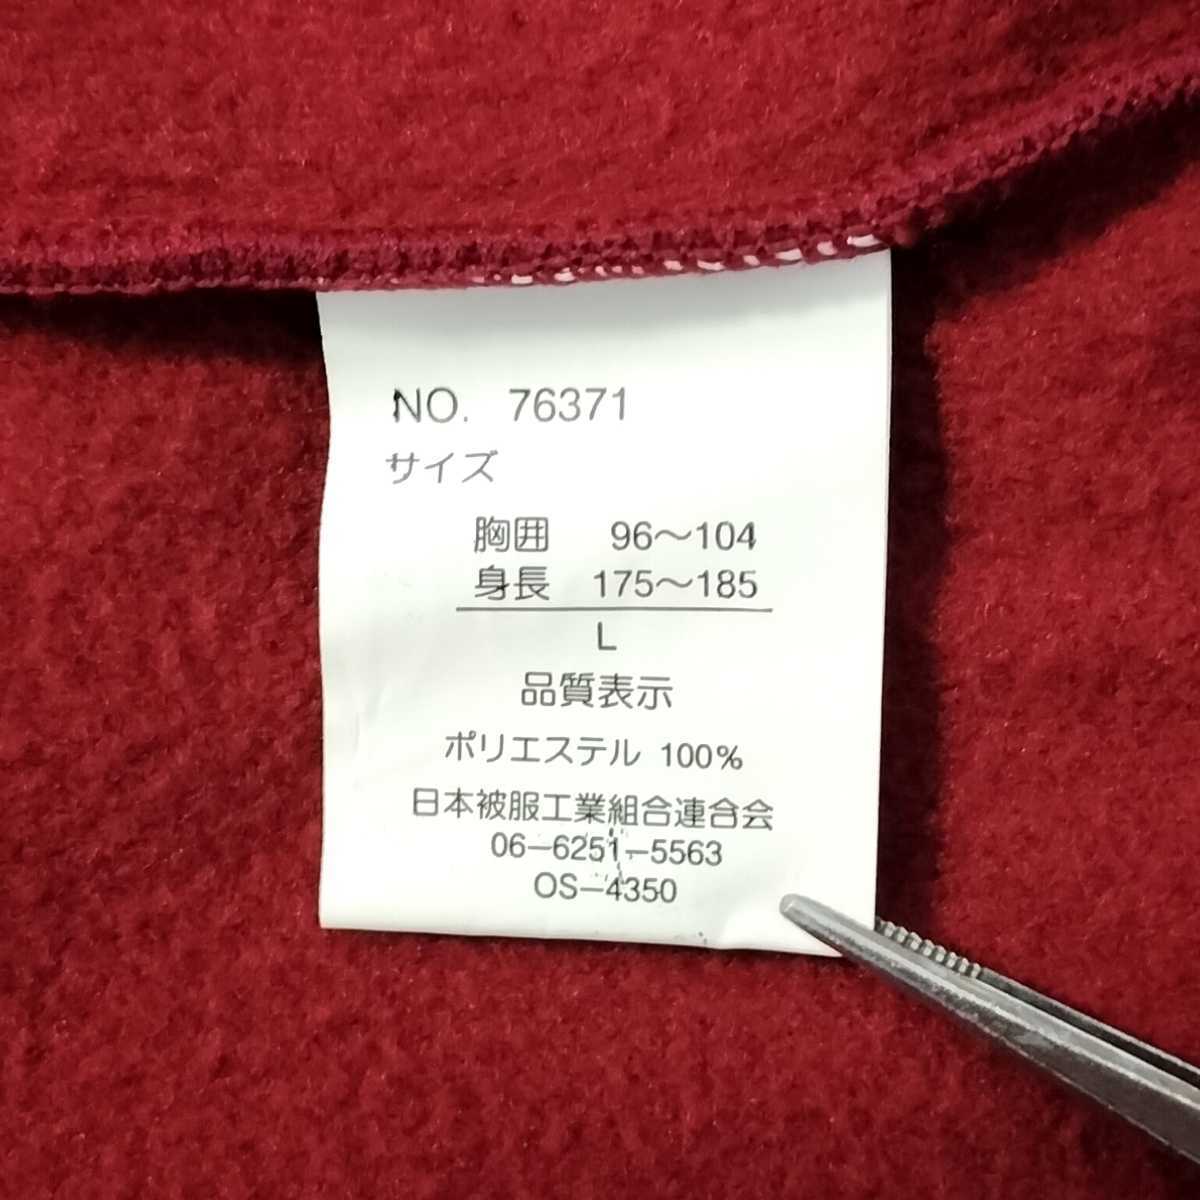 NO. 76371
サイズ
胸囲 96〜104
身長 175〜185
L
品質表示
ポリエステル 100%
日本被服工業組合連合会
06-6251-5563
OS-4350